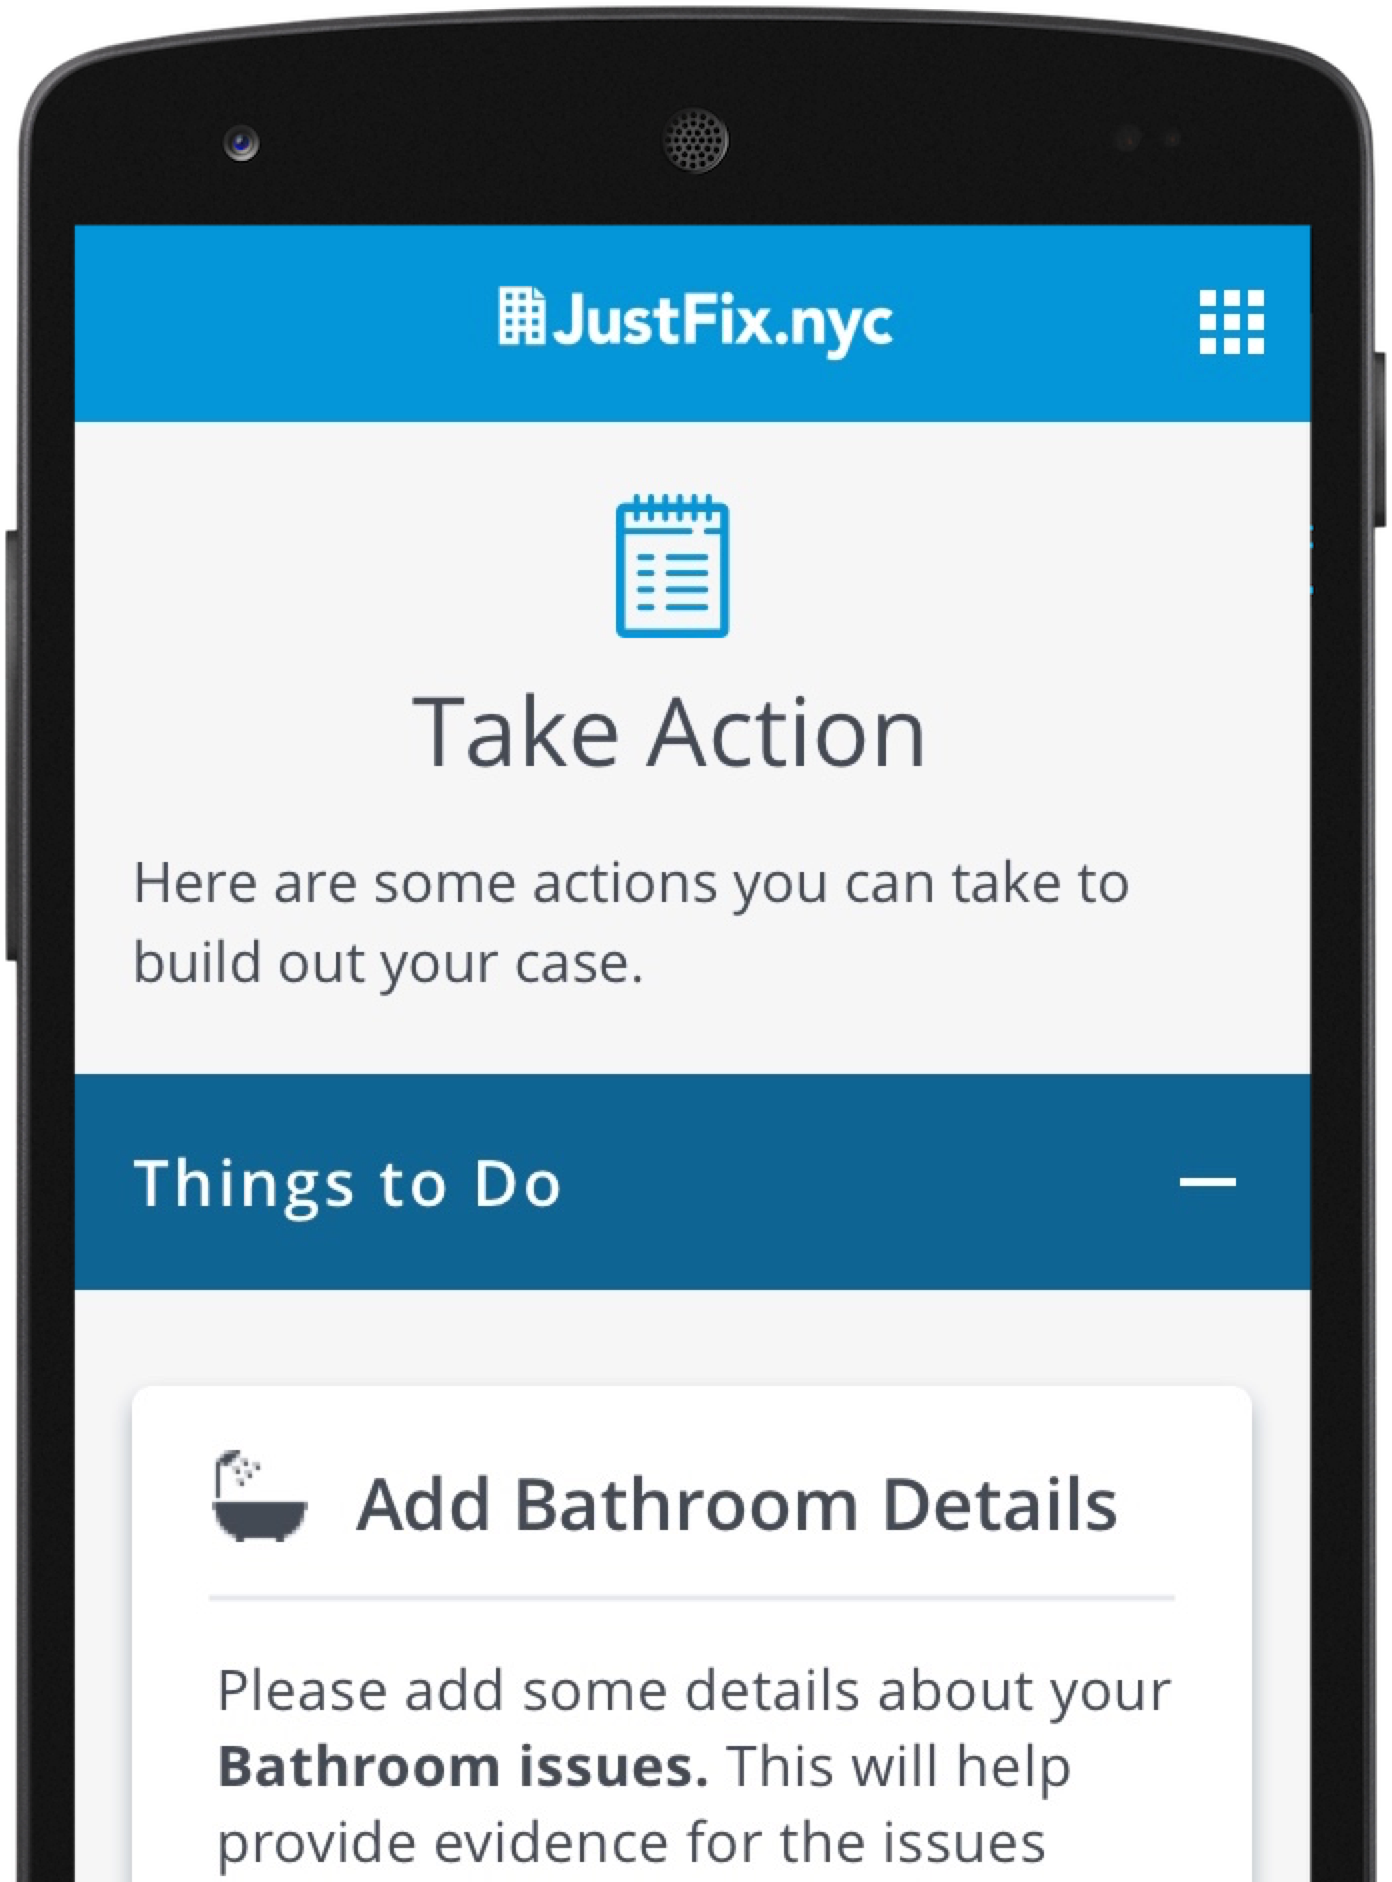 JustFix.nyc
Take Action
Here are some actions you can take to
build out your case.
Things to Do
Add Bathroom Details
Please add some details about your
Bathroom issues. This will help
provide evidence for the issues